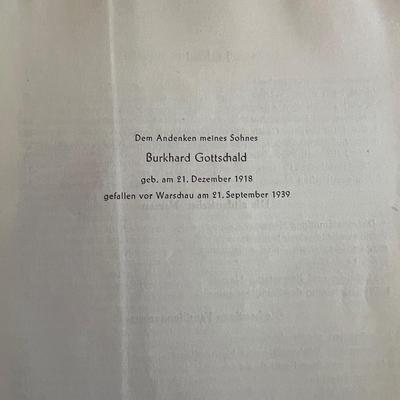 Dem Andenken meines Sohnes
Burkhard Gottschald
geb. am 21. Dezember 1918
gefallen vor Warschau am 21. September 1939